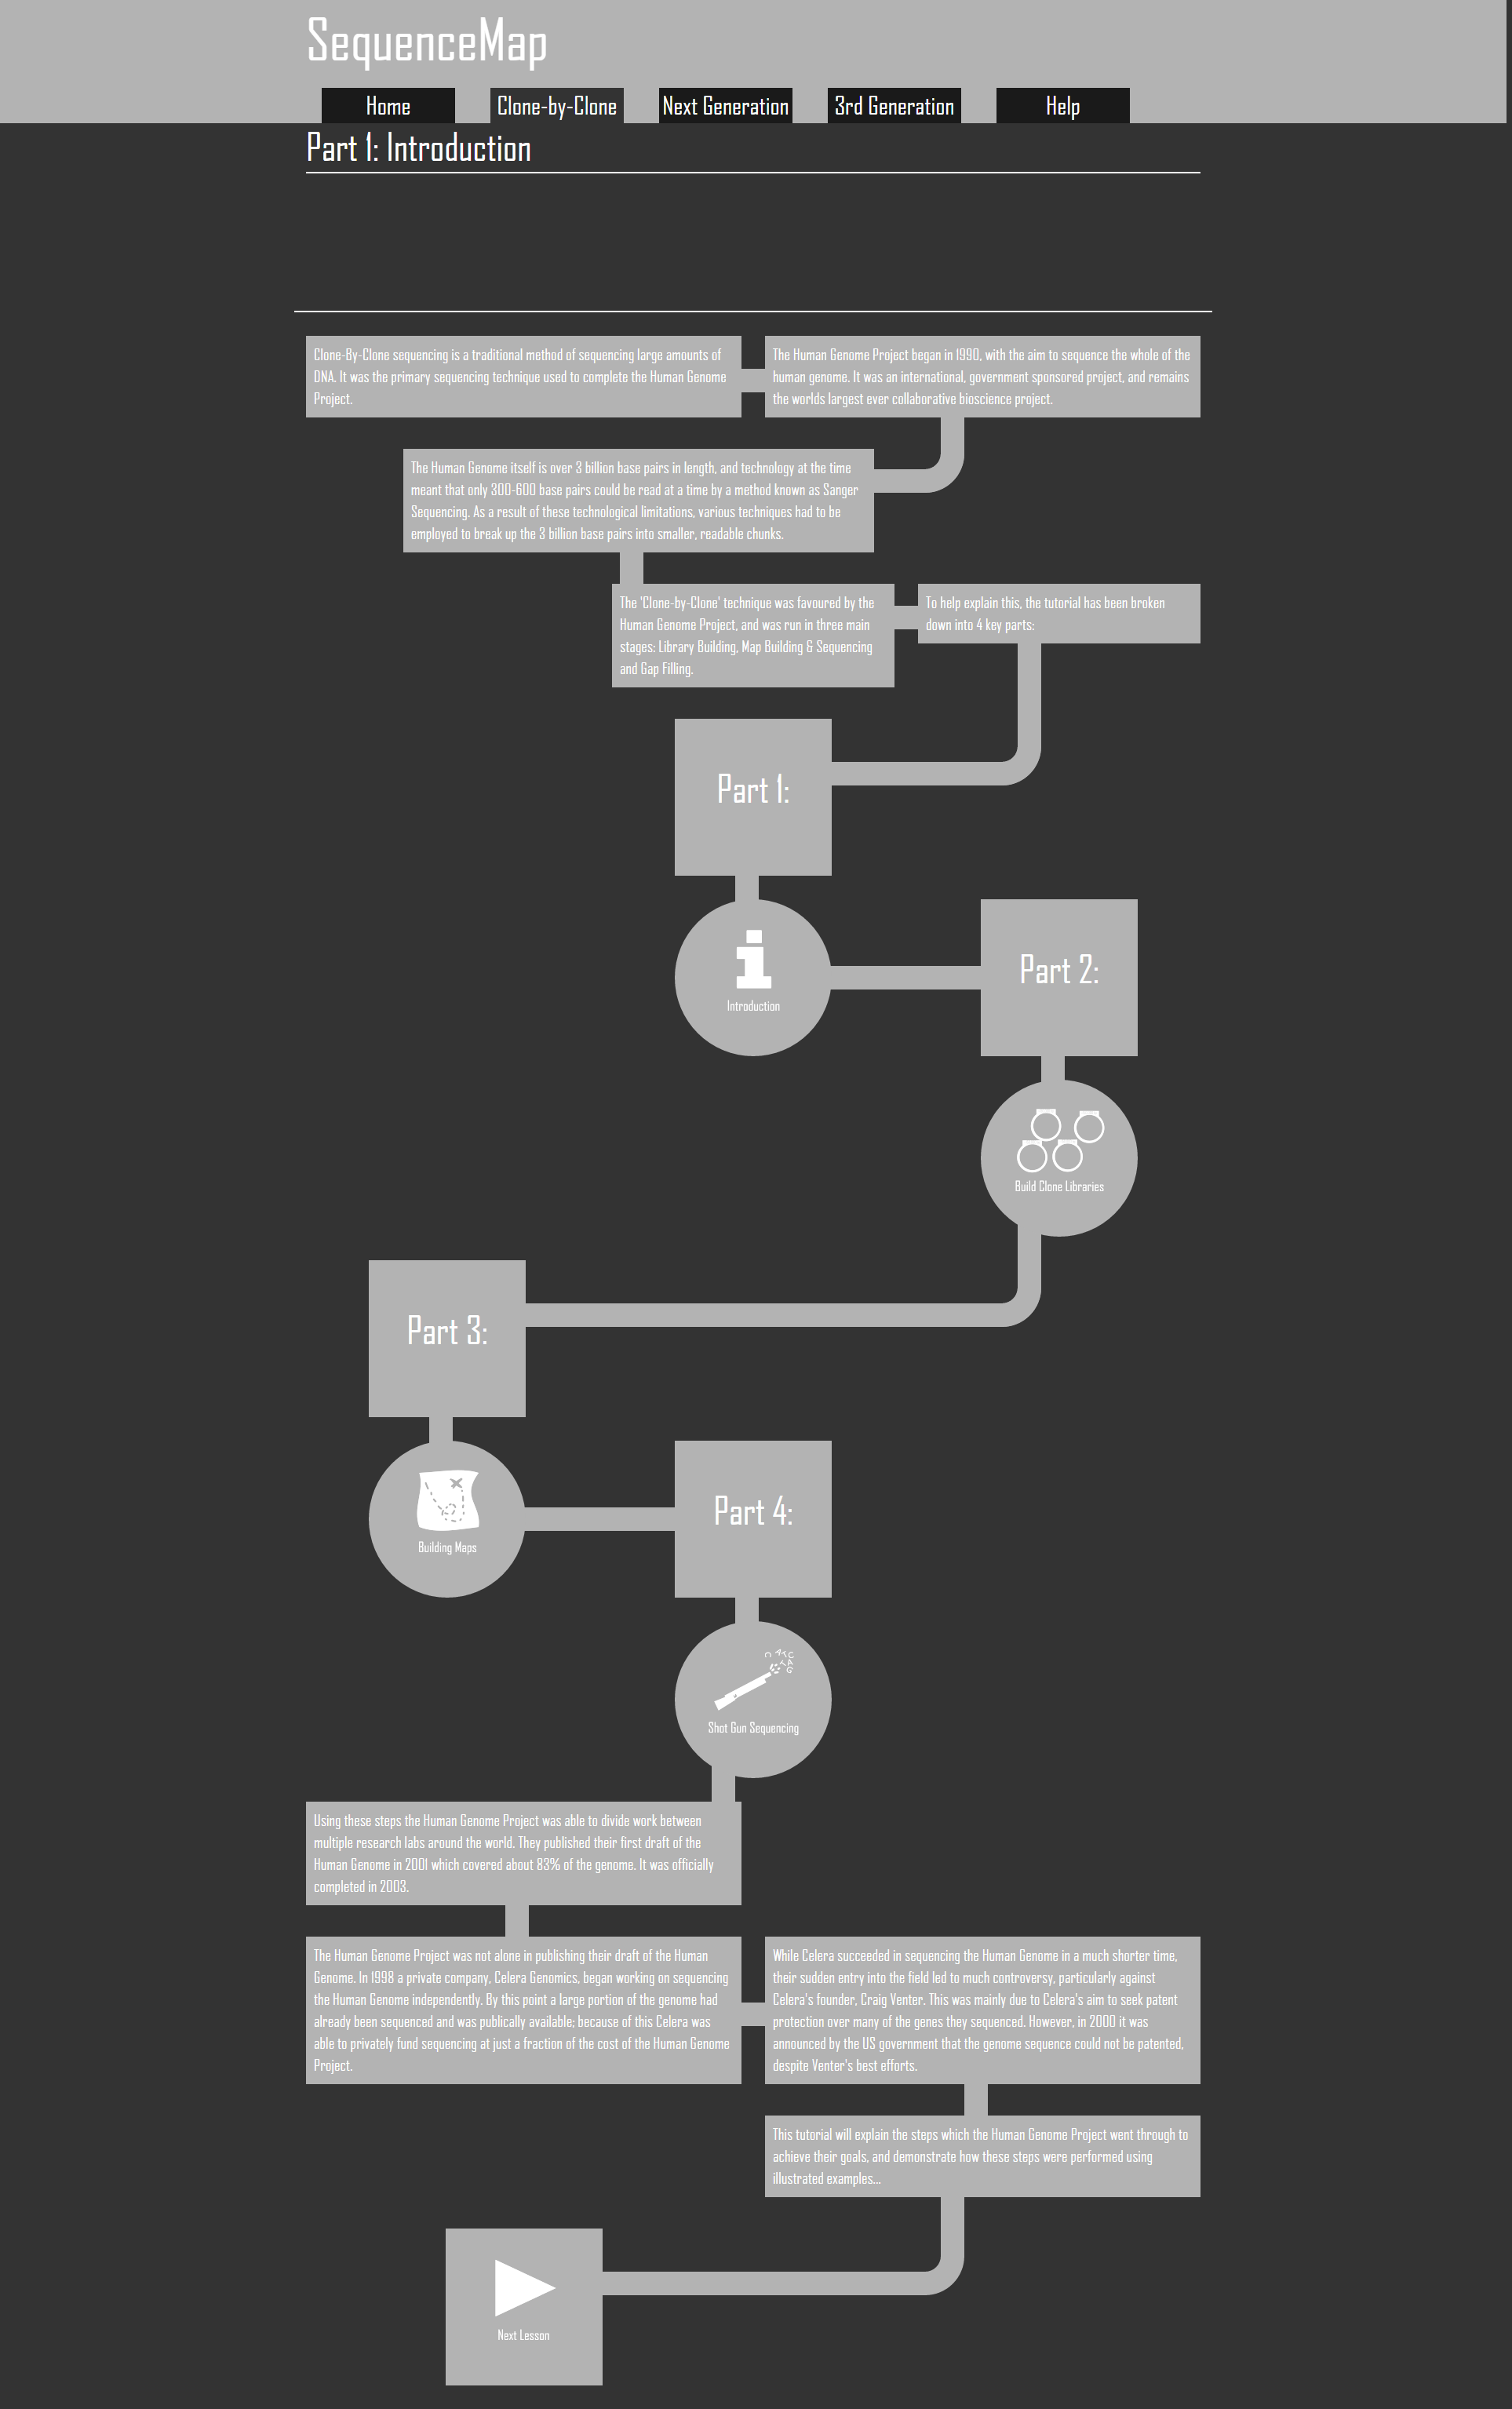 SequenceMap
Home
Clone-by-Clone
Next Generation
3rd Generation
Help
Part 1: Introduction
Clone-By-Clone sequencing is a traditional method of sequencing large amounts of
DNA. It was the primary sequencing technique used to complete the Human Genome
Project.
The Human Genome Project began in 1990, with the aim to sequence the whole of the
human genome. It was an international, government sponsored project, and remains
the worlds largest ever collaborative bioscience project.
The Human Genome itself is over 3 billion base pairs in length, and technology at the time
meant that only 300-600 base pairs could be read at a time by a method known as Sanger
Sequencing. As a result of these technological limitations, various techniques had to be
employed to break up the 3 billion base pairs into smaller, readable chunks.
The 'Clone-by-Clone' technique was favoured by the
Human Genome Project, and was run in three main
stages: Library Building, Map Building & Sequencing
and Gap Filling.
To help explain this, the tutorial has been broken
down into 4 key parts:
Part 1:
Introduction
Part 2:
Build Clone Libraries
Part 3:
Building Maps
Part 4:
C A T C
T A
G
Shot Gun Sequencing
Using these steps the Human Genome Project was able to divide work between
multiple research labs around the world. They published their first draft of the
Human Genome in 2001 which covered about 83% of the genome. It was officially
completed in 2003.
The Human Genome Project was not alone in publishing their draft of the Human
Genome. In 1998 a private company, Celera Genomics, began working on sequencing
the Human Genome independently. By this point a large portion of the genome had
already been sequenced and was publically available; because of this Celera was
able to privately fund sequencing at just a fraction of the cost of the Human Genome
Project.
While Celera succeeded in sequencing the Human Genome in a much shorter time,
their sudden entry into the field led to much controversy, particularly against
Celera's founder, Craig Venter. This was mainly due to Celera's aim to seek patent
protection over many of the genes they sequenced. However, in 2000 it was
announced by the US government that the genome sequence could not be patented,
despite Venter's best efforts.
This tutorial will explain the steps which the Human Genome Project went through to
achieve their goals, and demonstrate how these steps were performed using
illustrated examples...
Next Lesson